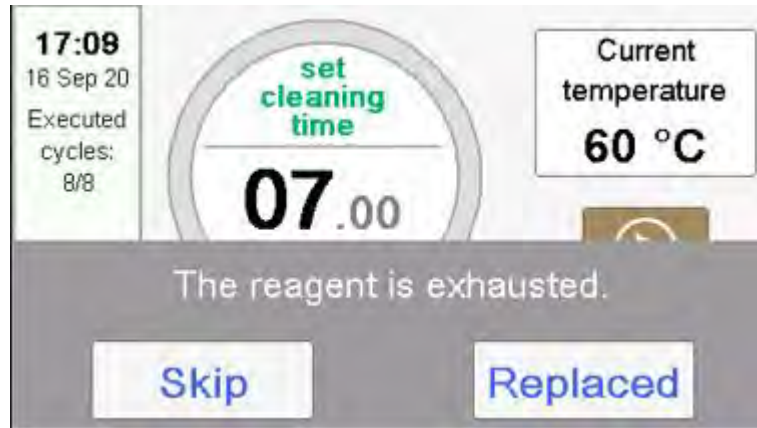 17:09
16 Sep 20
Executed
cycles:
8/8
set
cleaning
time
07.00
Current
temperature
60 °C
The reagent is exhausted.
Skip
Replaced